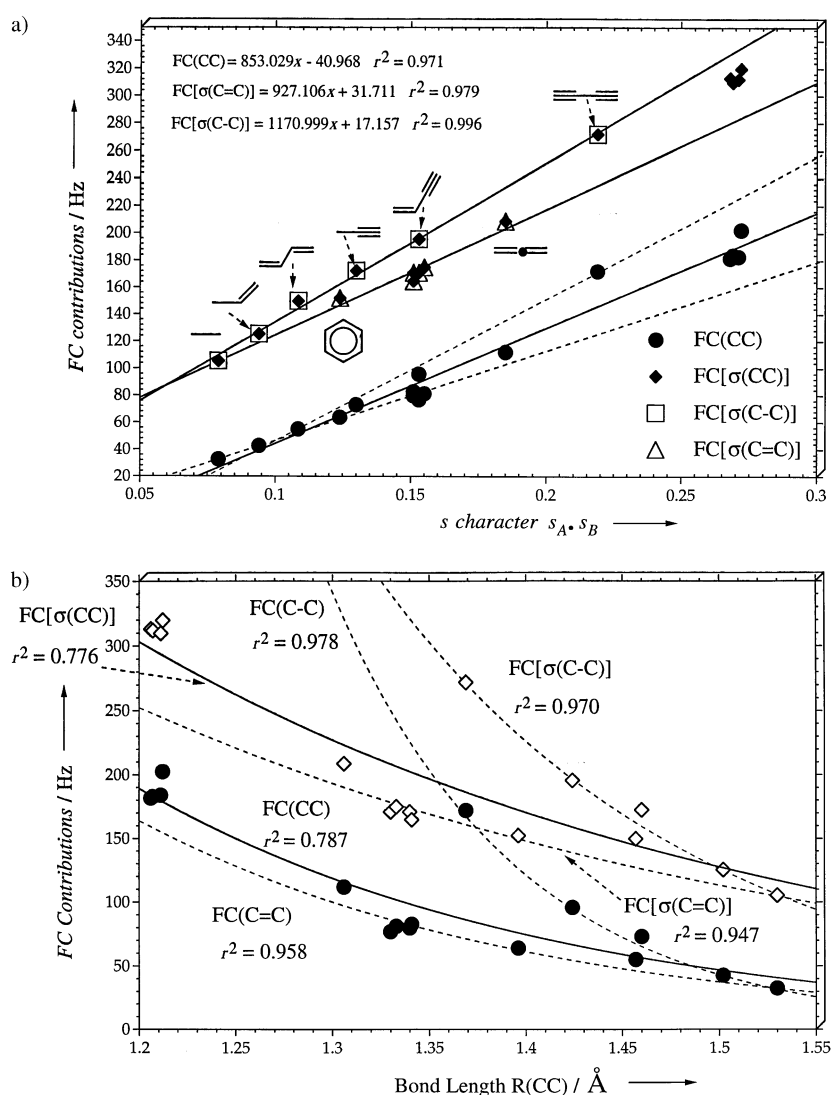 a)
FC(CC) = 853.029x - 40.968 r² = 0.971
FC[σ(C=C)] = 927.106x + 31.711 r² = 0.979
FC[σ(C-C)] = 1170.999x + 17.157 r² = 0.996
340
320
300
280
260
240
220
200
180
160
140
120
100
80
60
40
20
FC contributions / Hz
FC(CC)
FC[σ(CC)]
FC[σ(C-C)]
FC[σ(C=C)]
0.05 0.1 0.15 0.2 0.25 0.3
s character s_A• s_B
b)
350
300
250
200
150
100
50
0
FC Contributions / Hz
FC[σ(CC)]
r² = 0.776
FC(C-C)
r² = 0.978
FC[σ(C-C)]
r² = 0.970
FC(CC)
r² = 0.787
FC(C=C)
r² = 0.958
FC[σ(C=C)]
r² = 0.947
1.2 1.25 1.3 1.35 1.4 1.45 1.5 1.55
Bond Length R(CC) / Å